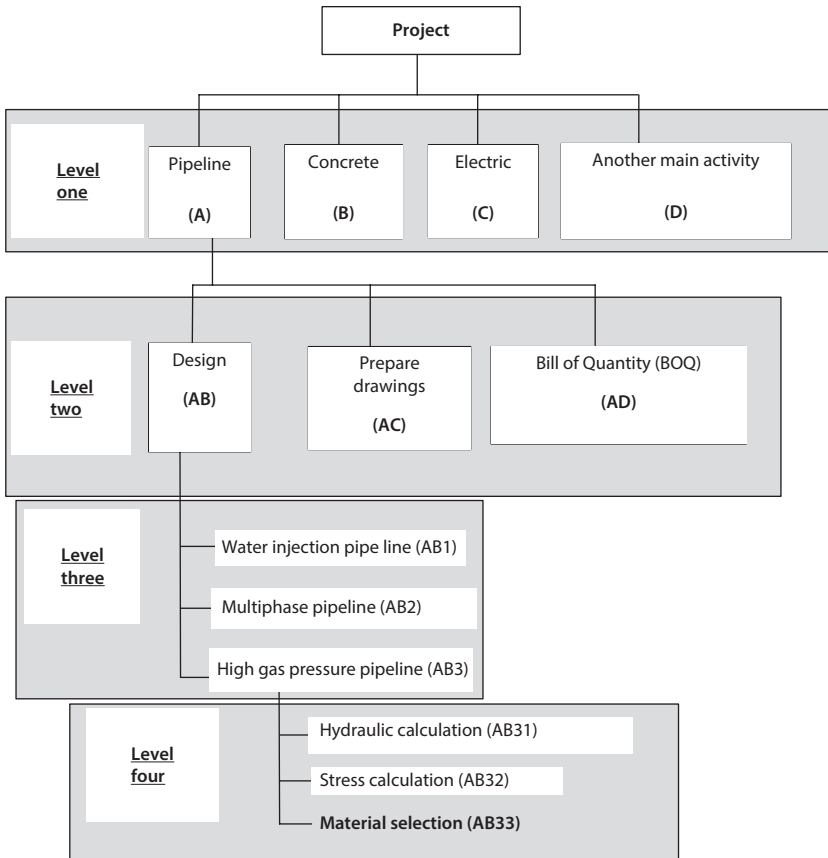 Project
Level
one
Pipeline
(A)
Concrete
(B)
Electric
(C)
Another main activity
(D)
Level
two
Design
(AB)
Prepare
drawings
(AC)
Bill of Quantity (BOQ)
(AD)
Level
three
Water injection pipe line (AB1)
Multiphase pipeline (AB2)
High gas pressure pipeline (AB3)
Level
four
Hydraulic calculation (AB31)
Stress calculation (AB32)
Material selection (AB33)